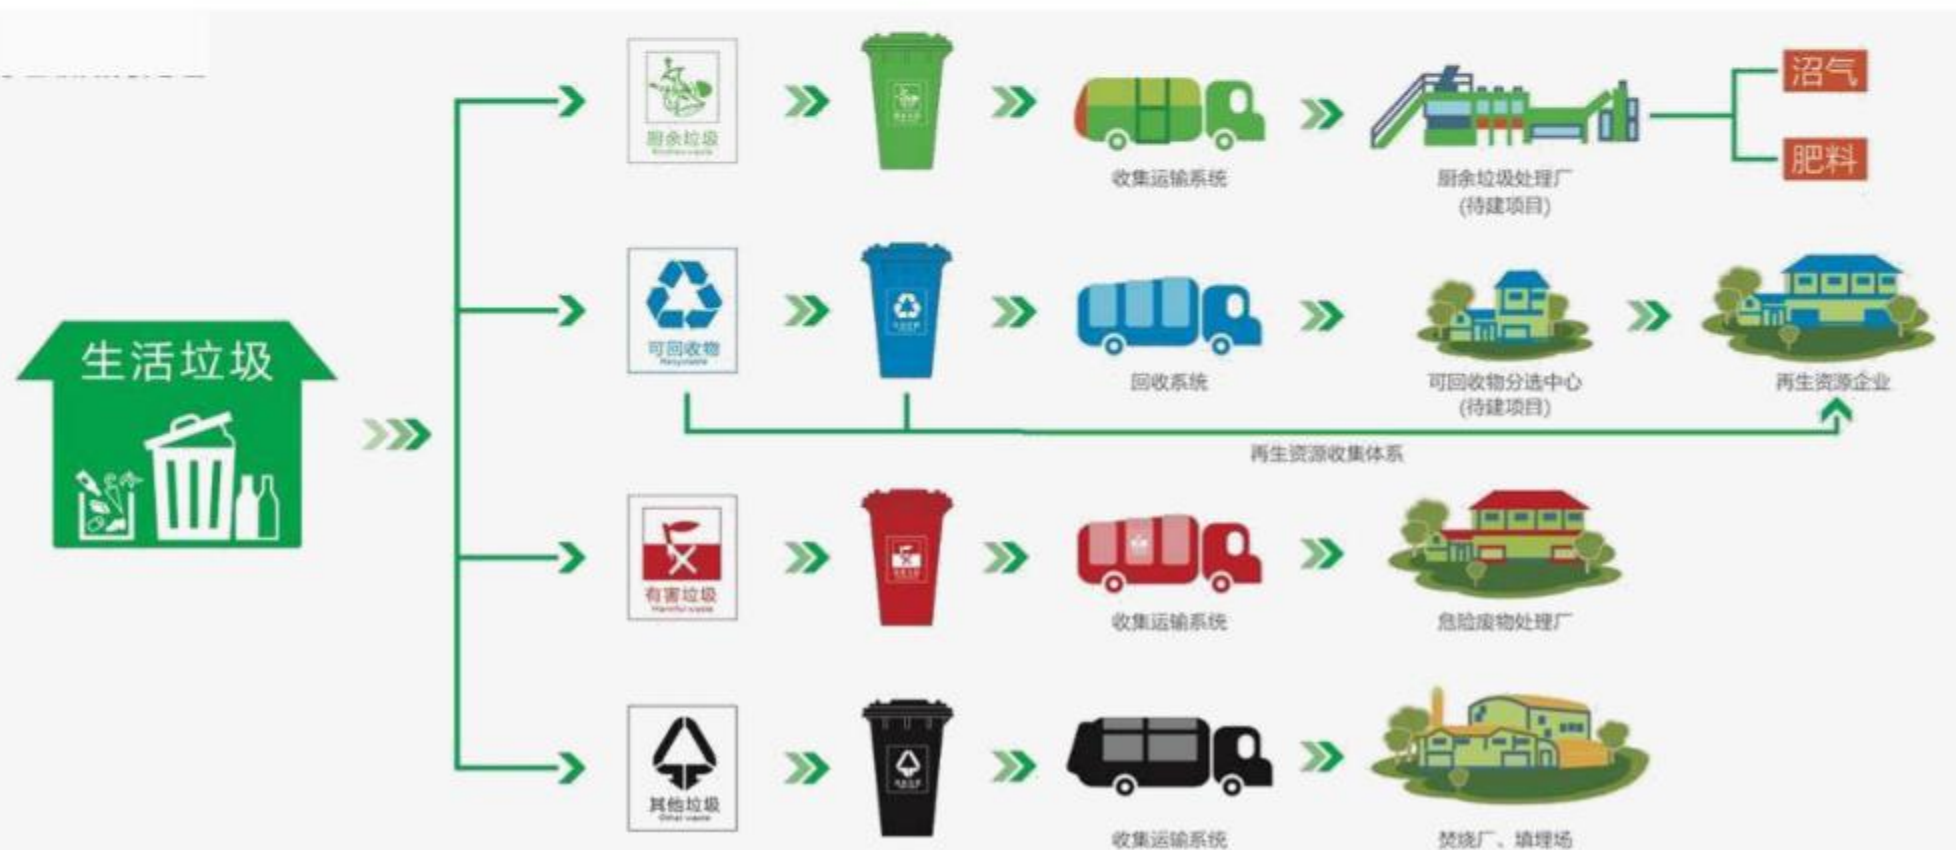 生活垃圾
厨余垃圾
Kitchen waste
收集运输系统
厨余垃圾处理厂
(待建项目)
沼气
肥料
可回收物
Recyclable
回收系统
可回收物分选中心
(待建项目)
再生资源企业
再生资源收集体系
有害垃圾
Harmful waste
收集运输系统
危险废物处理厂
其他垃圾
Other waste
收集运输系统
焚烧厂、填埋场